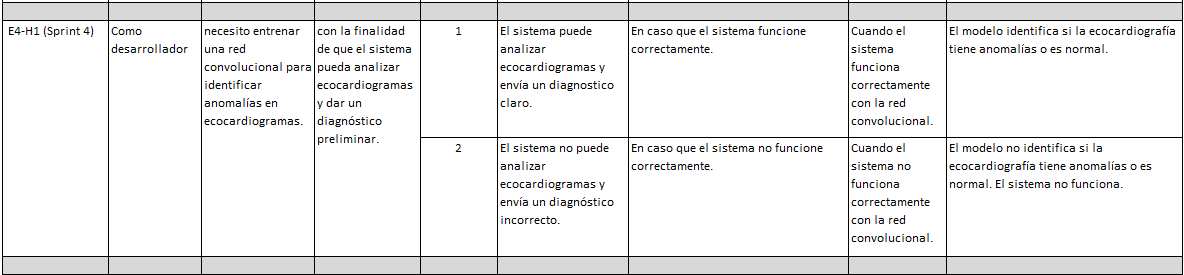 E4-H1 (Sprint 4)
Como
desarrollador
necesito entrenar
una red
convolucional para
identificar
anomalías en
ecocardiogramas.
con la finalidad
de que el sistema
pueda analizar
ecocardiogramas
y dar un
diagnóstico
preliminar.
1
El sistema puede
analizar
ecocardiogramas y
envía un diagnostico
claro.
En caso que el sistema funcione
correctamente.
Cuando el
sistema
funciona
correctamente
con la red
convolucional.
El modelo identifica si la ecocardiografía
tiene anomalías o es normal.
2
El sistema no puede
analizar
ecocardiogramas y
envía un diagnóstico
incorrecto.
En caso que el sistema no funcione
correctamente.
Cuando el
sistema no
funciona
correctamente
con la red
convolucional.
El modelo no identifica si la
ecocardiografía tiene anomalías o es
normal. El sistema no funciona.